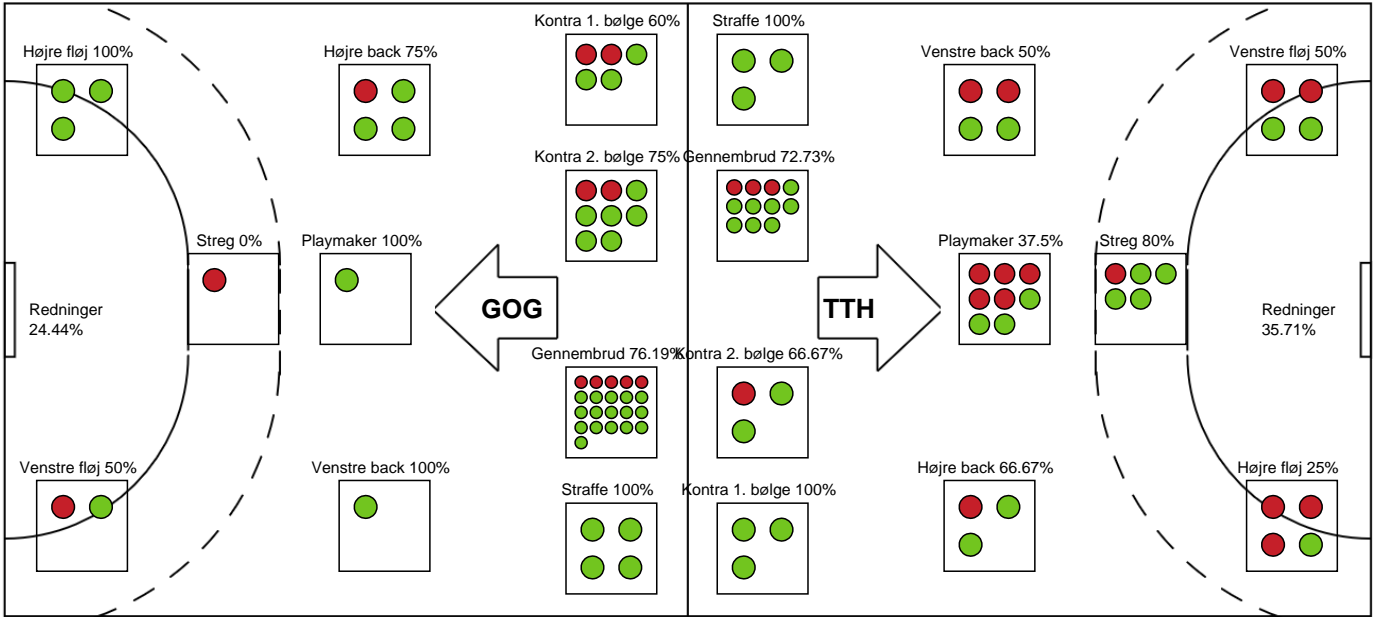 Kontra 1. bølge 60%
Straffe 100%
Højre fløj 100%
Højre back 75%
Venstre back 50%
Venstre fløj 50%
Kontra 2. bølge 75%
Gennembrud 72.73%
Streg 0%
Playmaker 100%
Playmaker 37.5%
Streg 80%
Redninger
24.44%
GOG
TTH
Redninger
35.71%
Gennembrud 76.19%
Kontra 2. bølge 66.67%
Venstre fløj 50%
Venstre back 100%
Højre back 66.67%
Højre fløj 25%
Straffe 100%
Kontra 1. bølge 100%